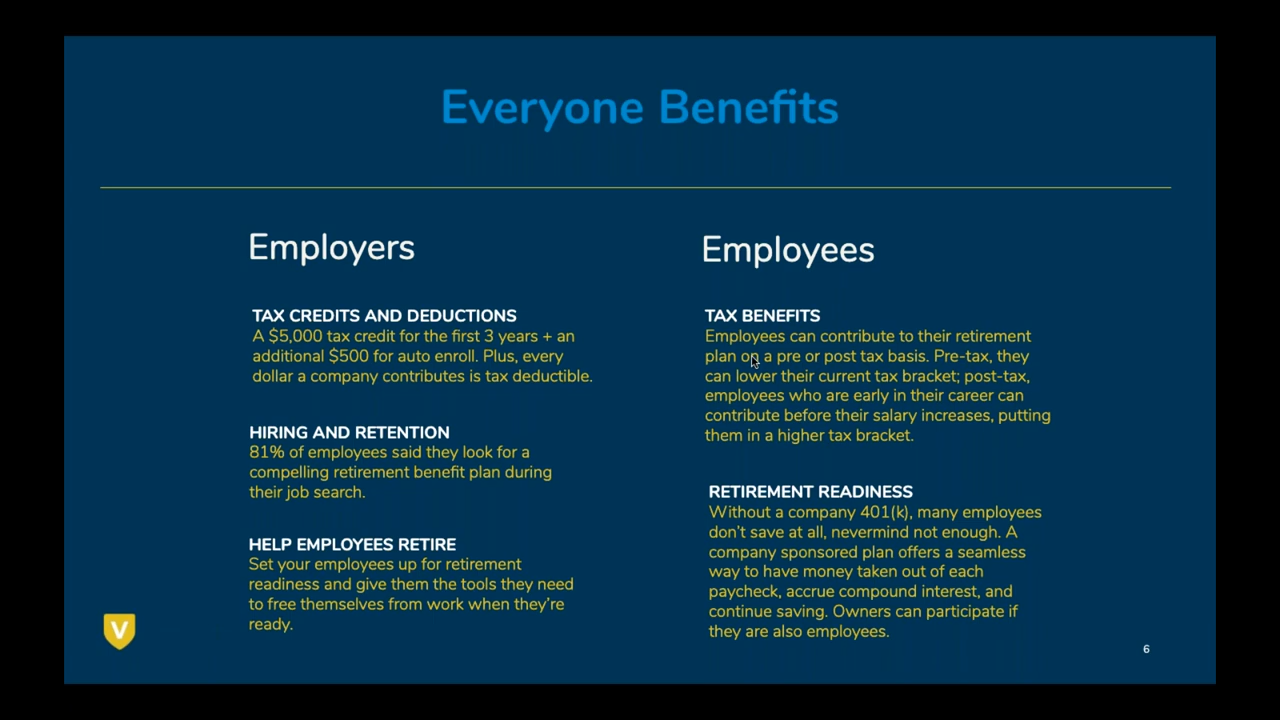 Everyone Benefits
Employers
TAX CREDITS AND DEDUCTIONS
A $5,000 tax credit for the first 3 years + an
additional $500 for auto enroll. Plus, every
dollar a company contributes is tax deductible.
HIRING AND RETENTION
81% of employees said they look for a
compelling retirement benefit plan during
their job search.
HELP EMPLOYEES RETIRE
Set your employees up for retirement
readiness and give them the tools they need
to free themselves from work when they're
ready.
Employees
TAX BENEFITS
Employees can contribute to their retirement
plan on a pre or post tax basis. Pre-tax, they
can lower their current tax bracket; post-tax,
employees who are early in their career can
contribute before their salary increases, putting
them in a higher tax bracket.
RETIREMENT READINESS
Without a company 401(k), many employees
don't save at all, nevermind not enough. A
company sponsored plan offers a seamless
way to have money taken out of each
paycheck, accrue compound interest, and
continue saving. Owners can participate if
they are also employees.
V
6